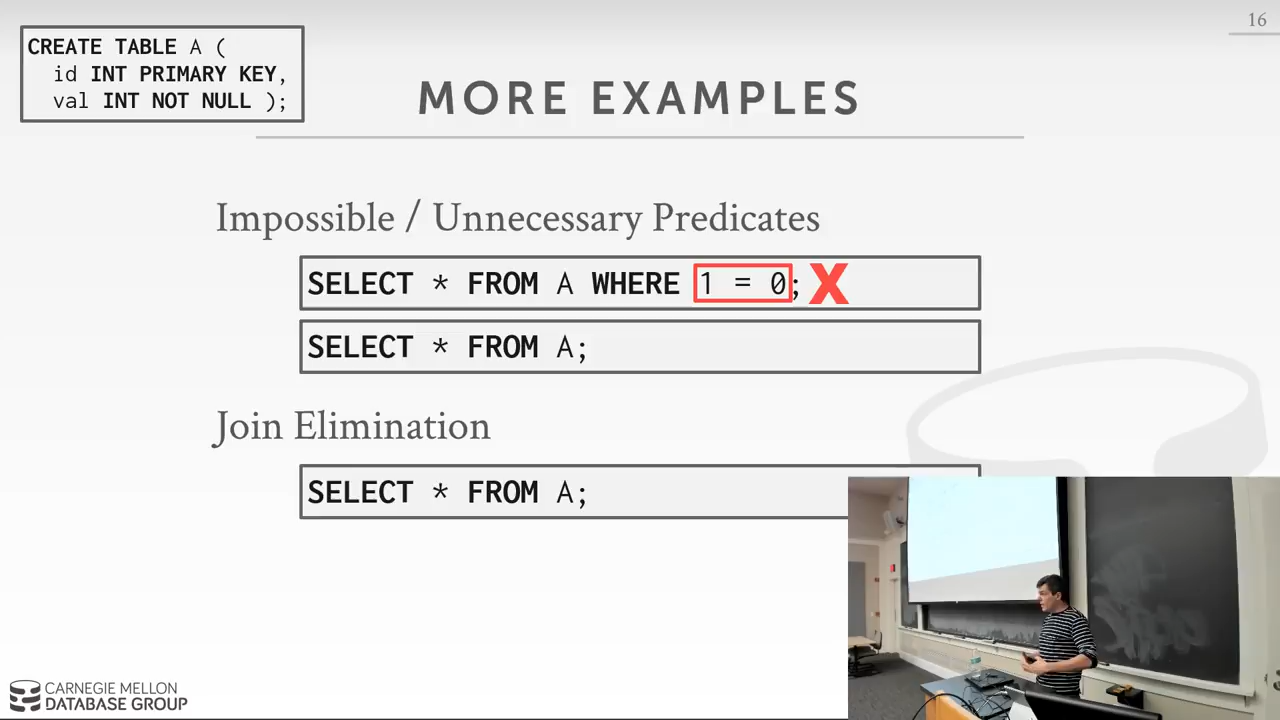 16
CREATE TABLE A (
id INT PRIMARY KEY,
val INT NOT NULL );
MORE EXAMPLES
Impossible / Unnecessary Predicates
SELECT * FROM A WHERE 1 = 0; X
SELECT * FROM A;
Join Elimination
SELECT * FROM A;
CARNEGIE MELLON
DATABASE GROUP